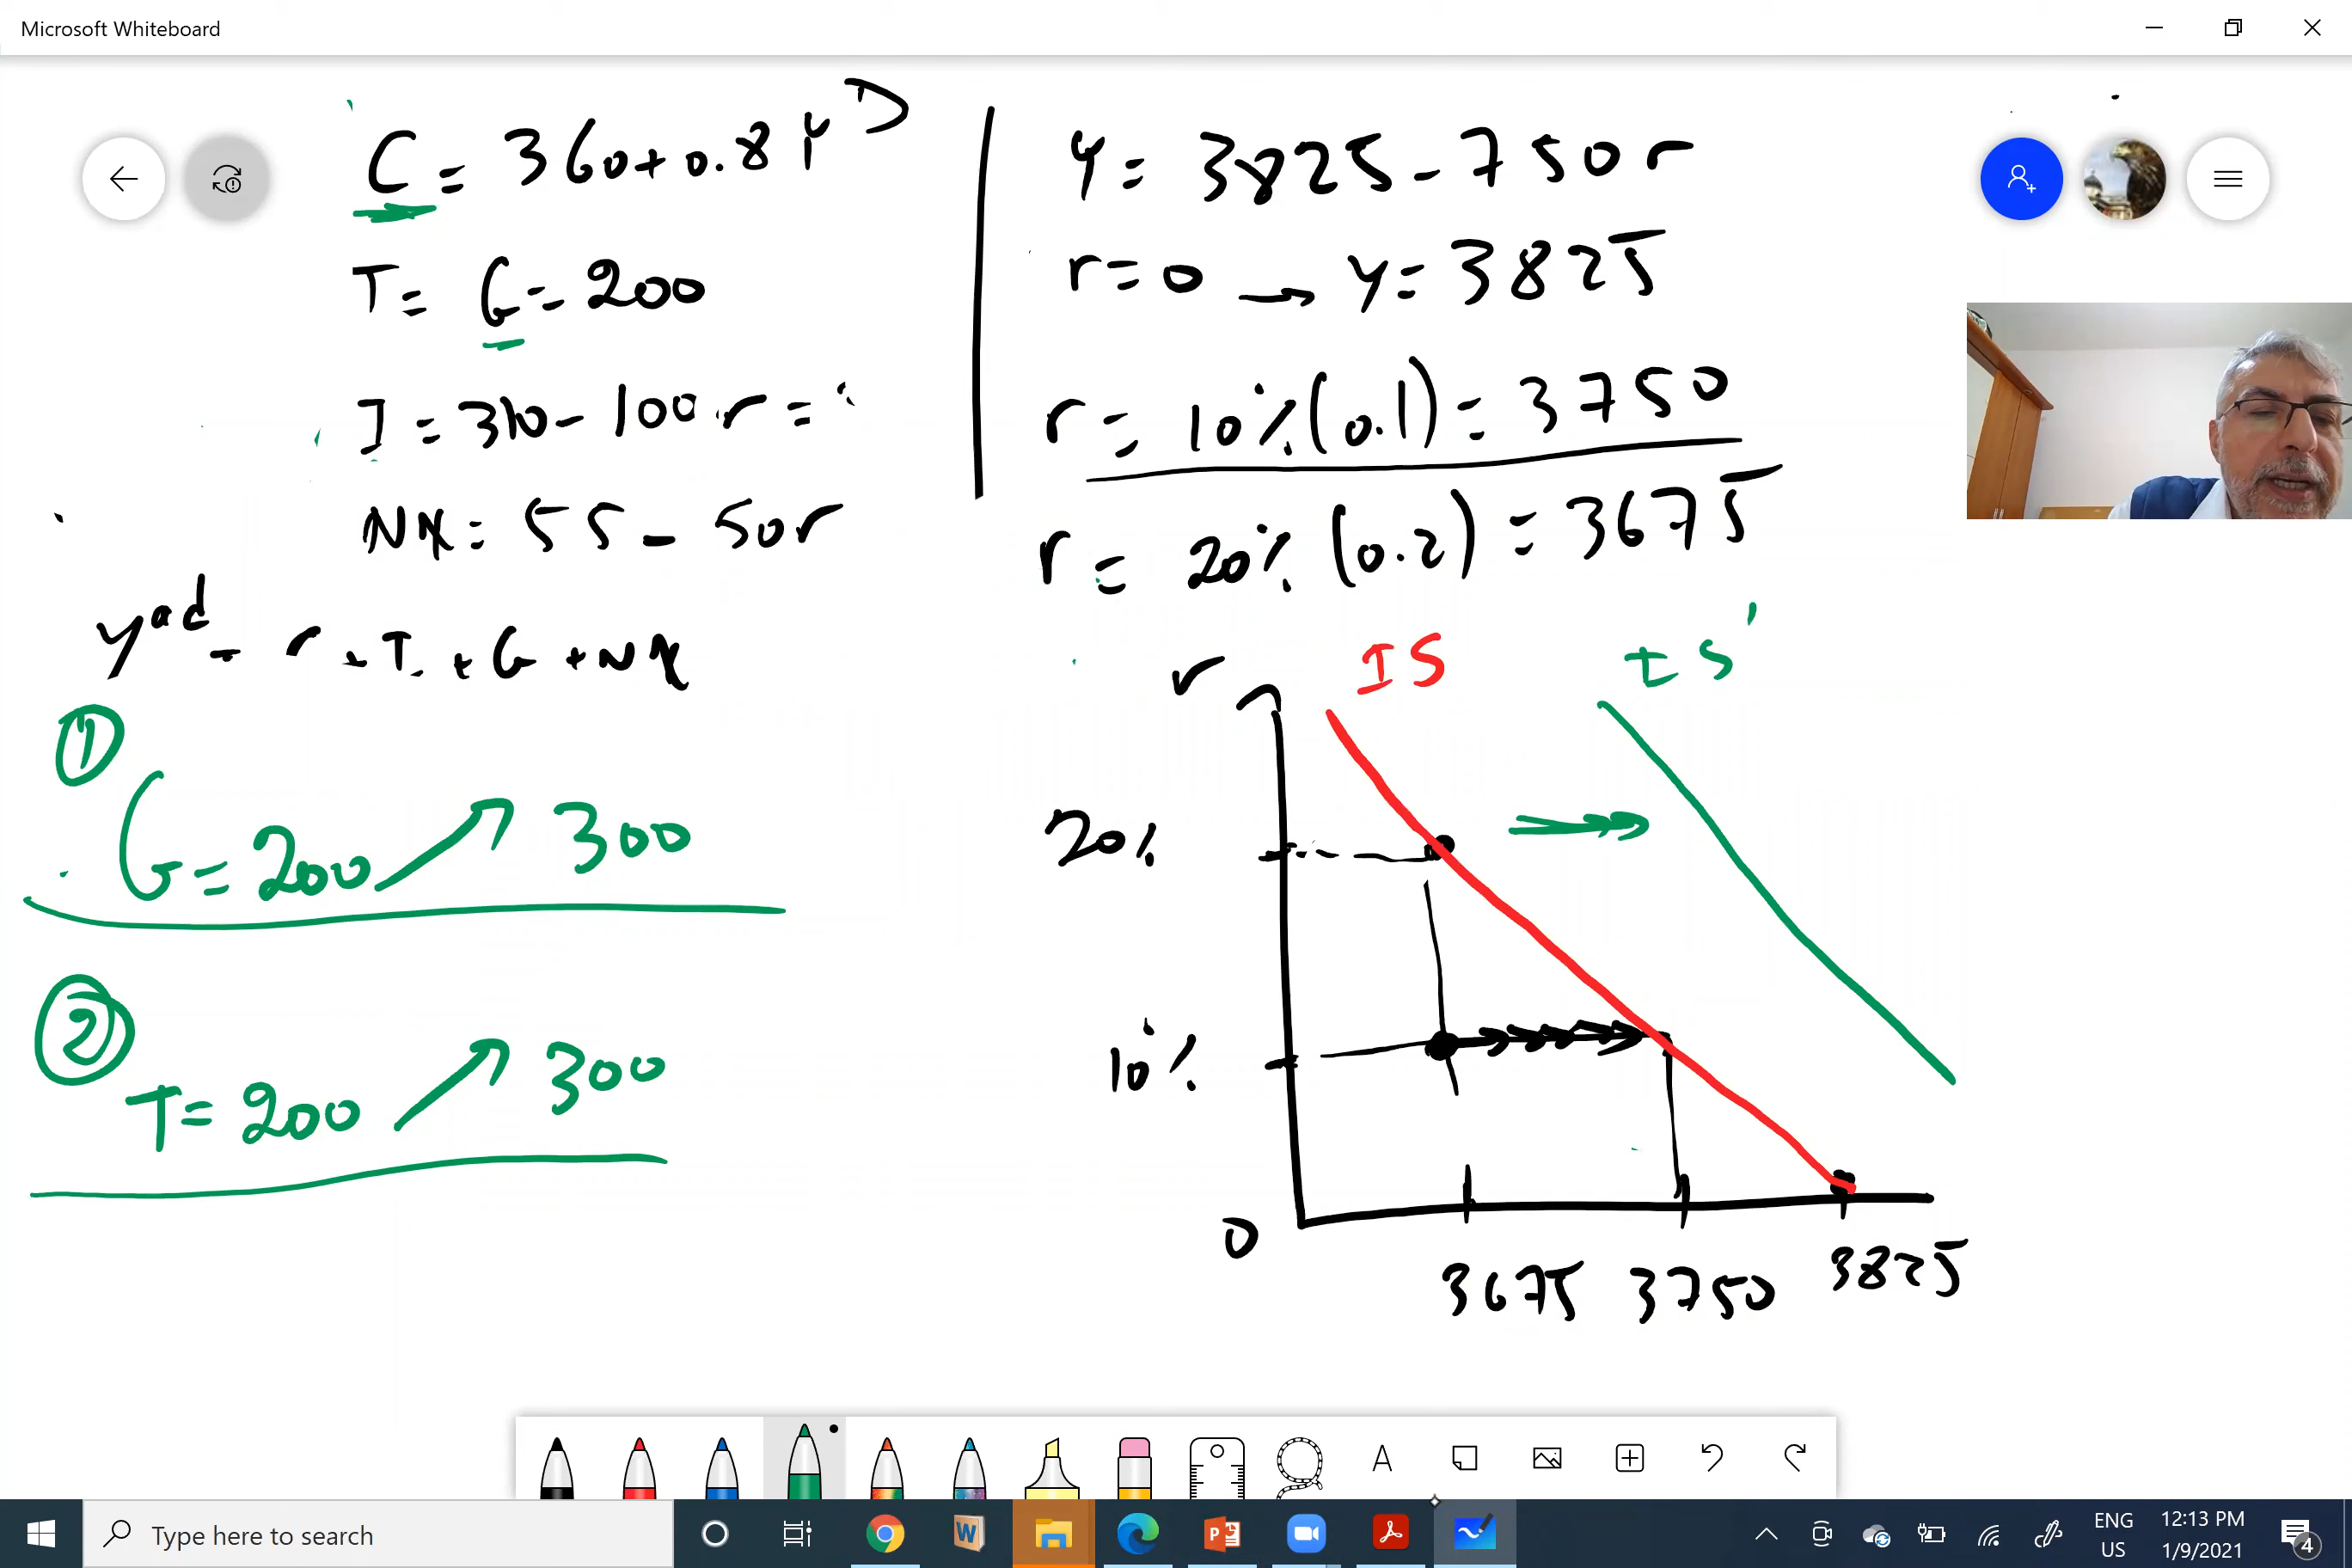 Microsoft Whiteboard
C = 360 + 0.8 Y^D
T = G = 200
I = 310 - 100 r =
NX = 55 - 50r
Y^ad = C + I + G + NX
① G = 200 ↗ 300
② T = 200 ↗ 300
Y = 3825 - 750 r
r = 0 → Y = 3825
r = 10% (0.1) = 3750
r = 20% (0.2) = 3675
r
IS
IS'
20%
10%
0
3675 3750 3825
A
Type here to search
W
ENG
US
12:13 PM
1/9/2021
4